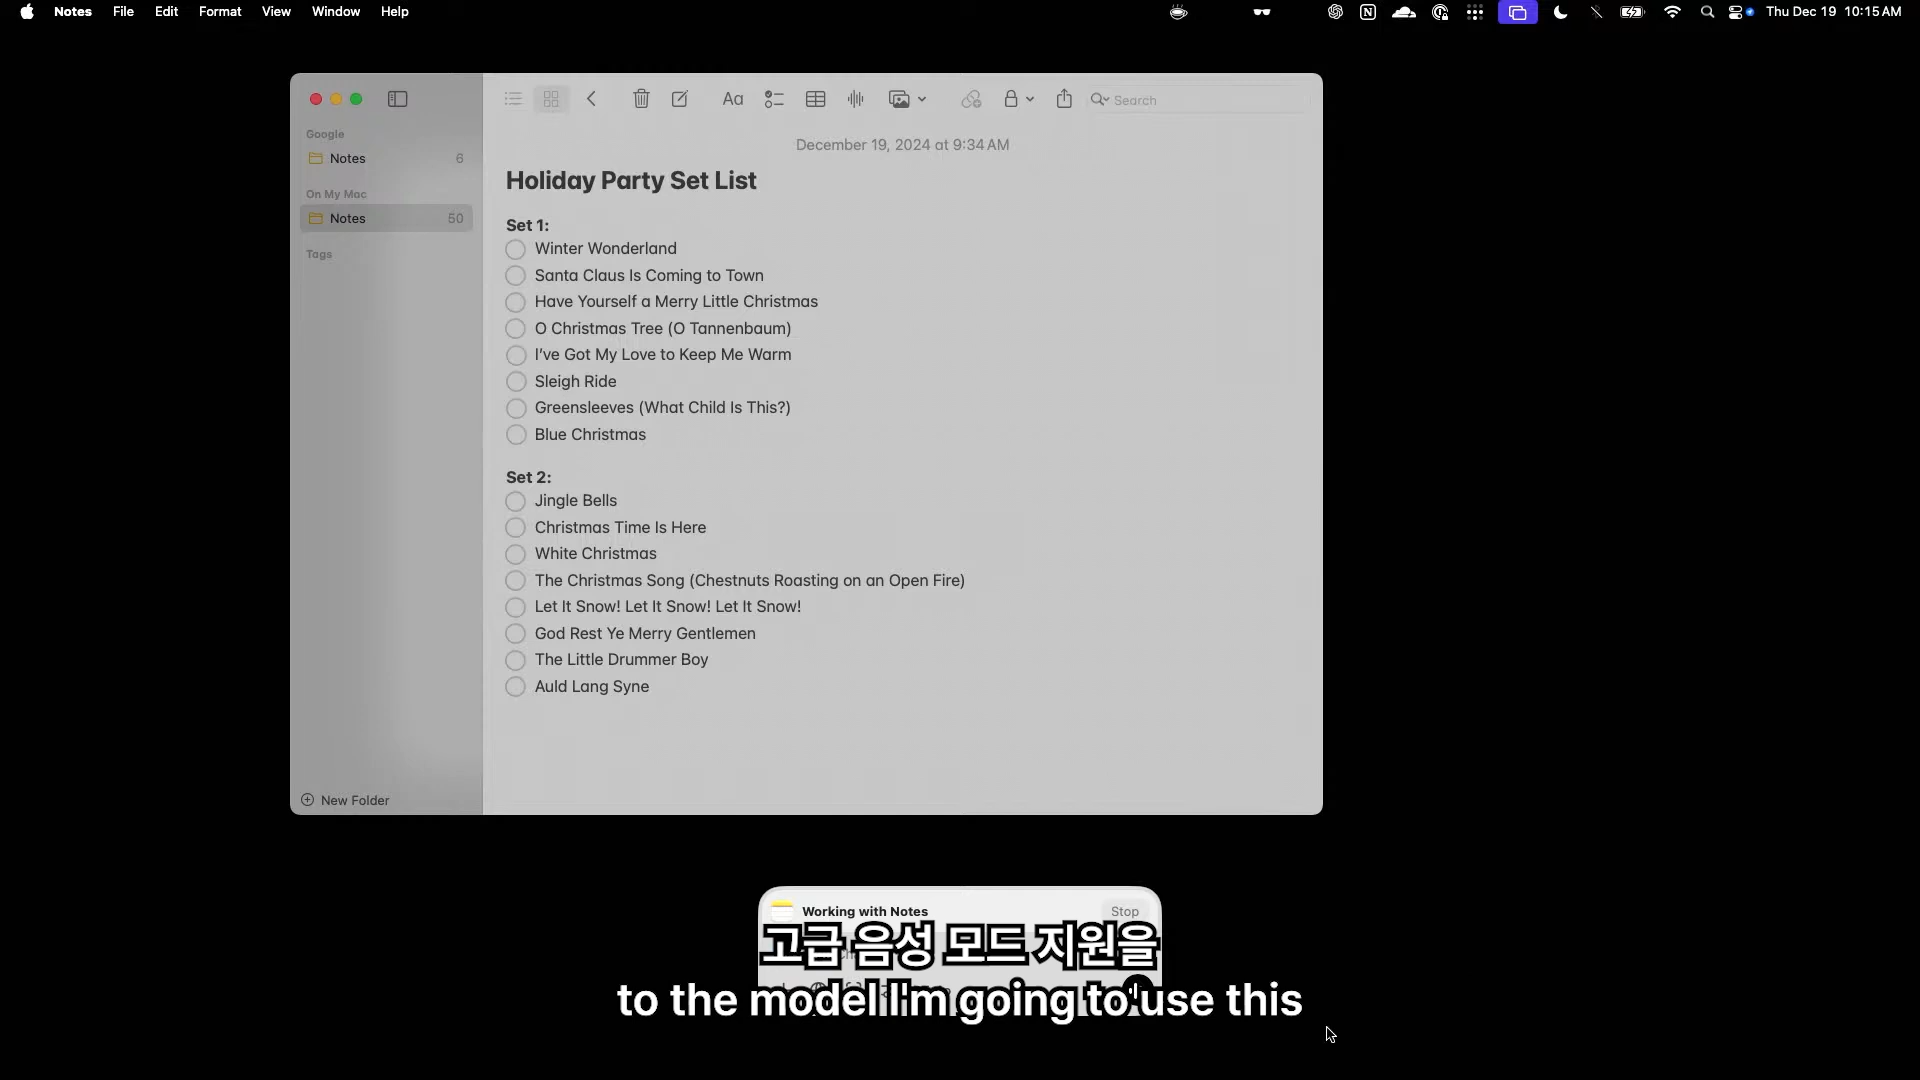 Notes File Edit Format View Window Help Thu Dec 19 10:15 AM
Search
Google
Notes 6
On My Mac
Notes 50
Tags
New Folder
December 19, 2024 at 9:34 AM
Holiday Party Set List
Set 1:
Winter Wonderland
Santa Claus Is Coming to Town
Have Yourself a Merry Little Christmas
O Christmas Tree (O Tannenbaum)
I've Got My Love to Keep Me Warm
Sleigh Ride
Greensleeves (What Child Is This?)
Blue Christmas
Set 2:
Jingle Bells
Christmas Time Is Here
White Christmas
The Christmas Song (Chestnuts Roasting on an Open Fire)
Let It Snow! Let It Snow! Let It Snow!
God Rest Ye Merry Gentlemen
The Little Drummer Boy
Auld Lang Syne
Working with Notes Stop
고급 음성 모드 지원을
to the model I'm going to use this